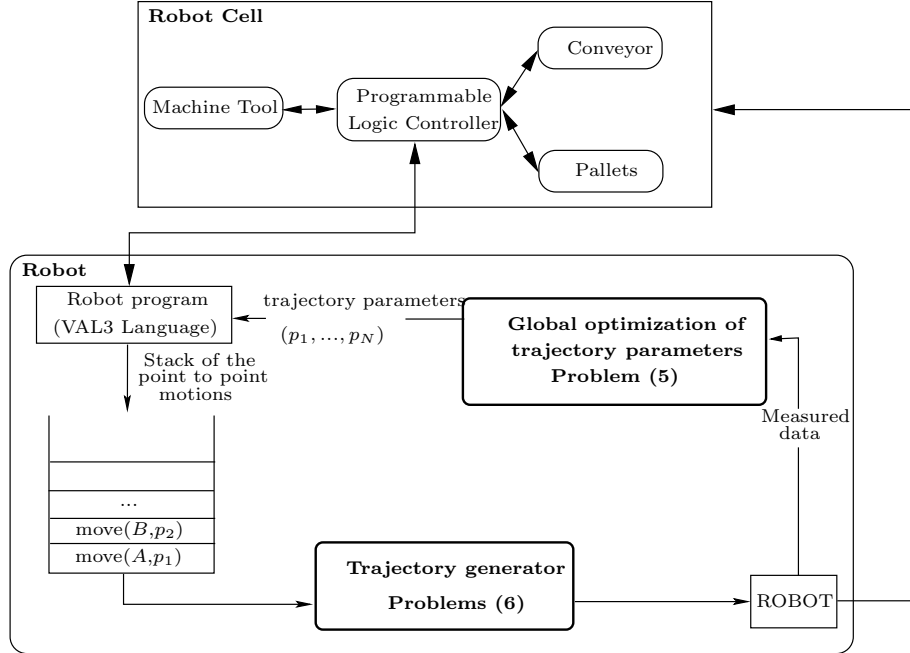 Robot Cell
Conveyor
Machine Tool
Programmable
Logic Controller
Pallets
Robot
Robot program
(VAL3 Language)
trajectory parameters
(p₁, ..., p_N)
Global optimization of
trajectory parameters
Problem (5)
Stack of the
point to point
motions
Measured
data
...
move(B,p₂)
move(A,p₁)
Trajectory generator
Problems (6)
ROBOT